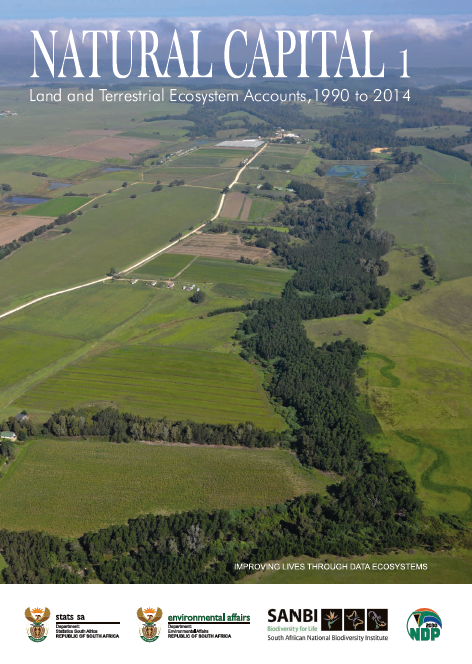 NATURAL CAPITAL 1
Land and Terrestrial Ecosystem Accounts, 1990 to 2014
IMPROVING LIVES THROUGH DATA ECOSYSTEMS
stats sa
Department:
Statistics South Africa
REPUBLIC OF SOUTH AFRICA
environmental affairs
Department:
Environmental Affairs
REPUBLIC OF SOUTH AFRICA
SANBI
Biodiversity for Life
South African National Biodiversity Institute
2030
NDP